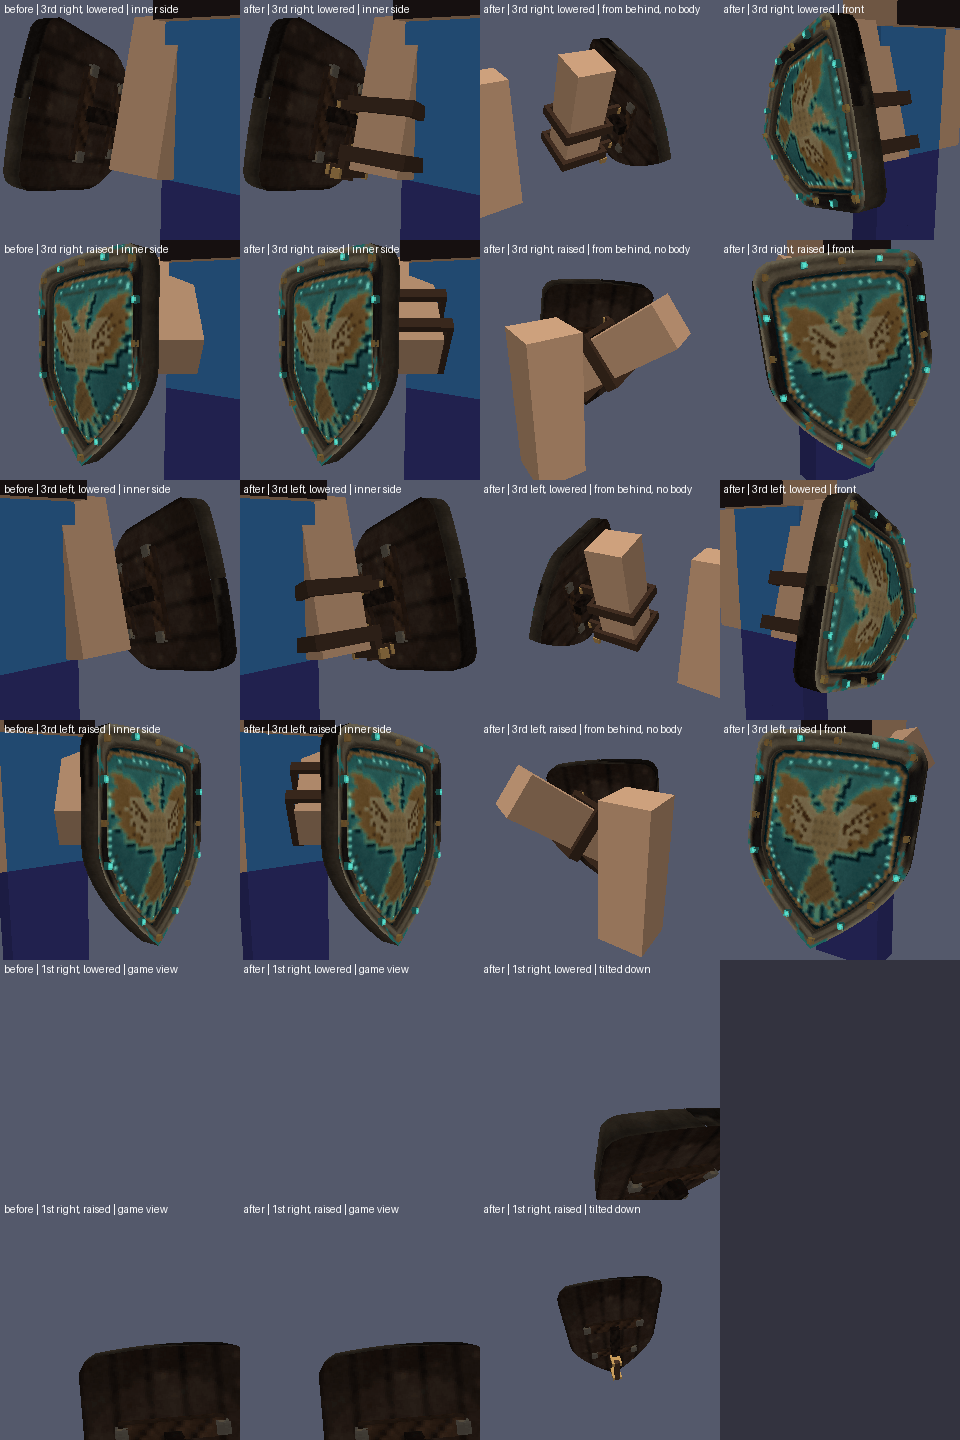 before | 3rd right, lowered | inner side
after | 3rd right, lowered | inner side
after | 3rd right, lowered | from behind, no body
after | 3rd right, lowered | front
before | 3rd right, raised | inner side
after | 3rd right, raised | inner side
after | 3rd right, raised | from behind, no body
after | 3rd right, raised | front
before | 3rd left, lowered | inner side
after | 3rd left, lowered | inner side
after | 3rd left, lowered | from behind, no body
after | 3rd left, lowered | front
before | 3rd left, raised | inner side
after | 3rd left, raised | inner side
after | 3rd left, raised | from behind, no body
after | 3rd left, raised | front
before | 1st right, lowered | game view
after | 1st right, lowered | game view
after | 1st right, lowered | tilted down
before | 1st right, raised | game view
after | 1st right, raised | game view
after | 1st right, raised | tilted down